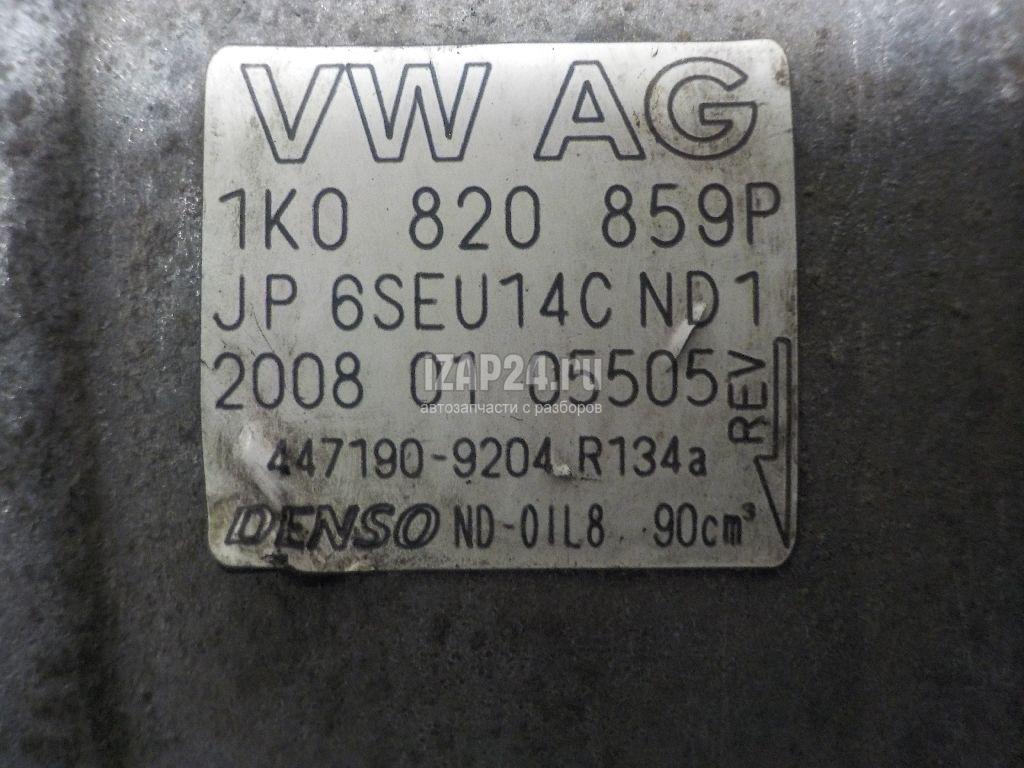 VW AG
1K0 820 859P
JP 6SEU14C ND1
2008 01 05505
REV
IZAP24.ru
автозапчасти с разборов
447190-9204 R134a
DENSO ND-OIL8 90cm³